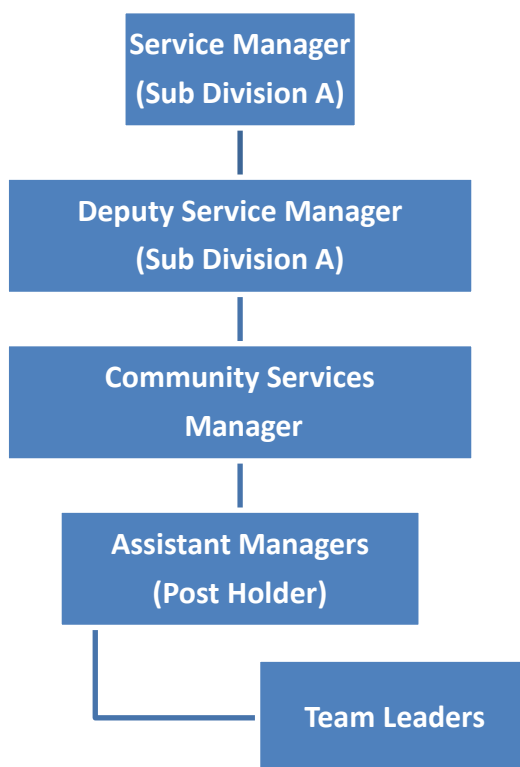 Service Manager
(Sub Division A)
Deputy Service Manager
(Sub Division A)
Community Services
Manager
Assistant Managers
(Post Holder)
Team Leaders